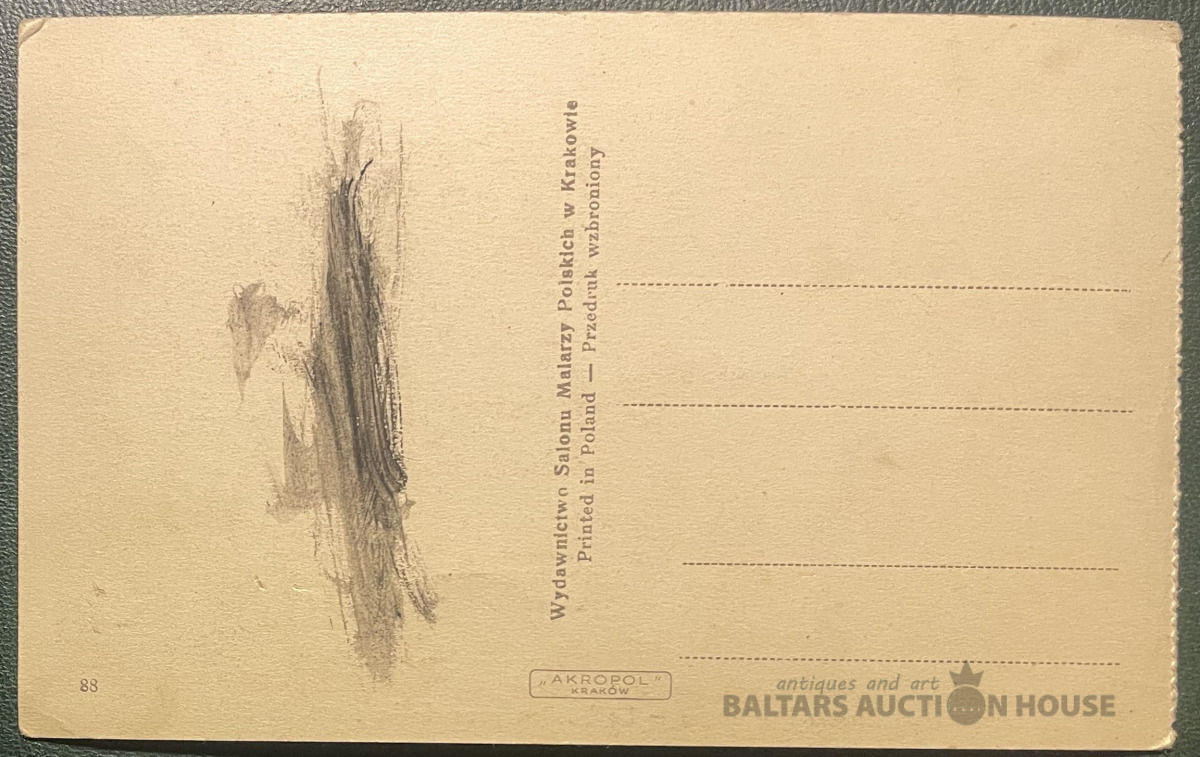 Wydawnictwo Salonu Malarzy Polskich w Krakowie
Printed in Poland — Przedruk wzbroniony
88
„AKROPOL”
KRAKÓW
antiques and art
BALTARS AUCTION HOUSE